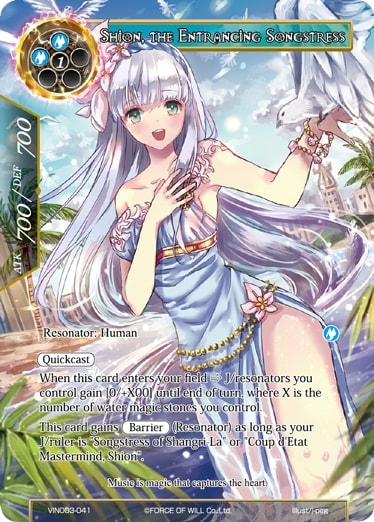 Shion, the Entrancing Songstress
1
ATK 700 / DEF 700
Resonator: Human
Quickcast
When this card enters your field ⇨ J/resonators you
control gain [0/+X00] until end of turn, where X is the
number of water magic stones you control.
This card gains Barrier (Resonator) as long as your
J/ruler is "Songstress of Shangri-La" or "Coup d'Etat
Mastermind, Shion".
Music is magic that captures the heart.
VIN003-041
©FORCE OF WILL Co.,Ltd.
Illust/j-pee